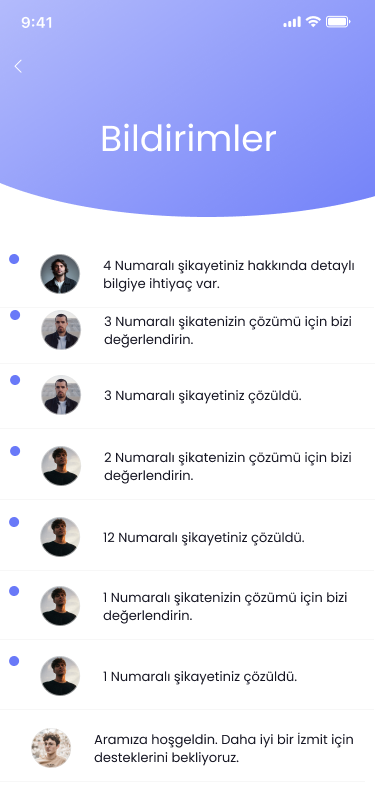 9:41
Bildirimler
4 Numaralı şikayetiniz hakkında detaylı
bilgiye ihtiyaç var.
3 Numaralı şikatenizin çözümü için bizi
değerlendirin.
3 Numaralı şikayetiniz çözüldü.
2 Numaralı şikatenizin çözümü için bizi
değerlendirin.
12 Numaralı şikayetiniz çözüldü.
1 Numaralı şikatenizin çözümü için bizi
değerlendirin.
1 Numaralı şikayetiniz çözüldü.
Aramıza hoşgeldin. Daha iyi bir İzmit için
desteklerini bekliyoruz.